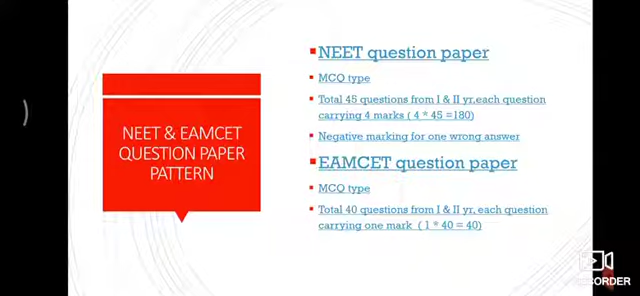 NEET & EAMCET
QUESTION PAPER
PATTERN
NEET question paper
MCQ type
Total 45 questions from I & II yr,each question
carrying 4 marks ( 4 * 45 =180)
Negative marking for one wrong answer
EAMCET question paper
MCQ type
Total 40 questions from I & II yr, each question
carrying one mark ( 1 * 40 = 40)